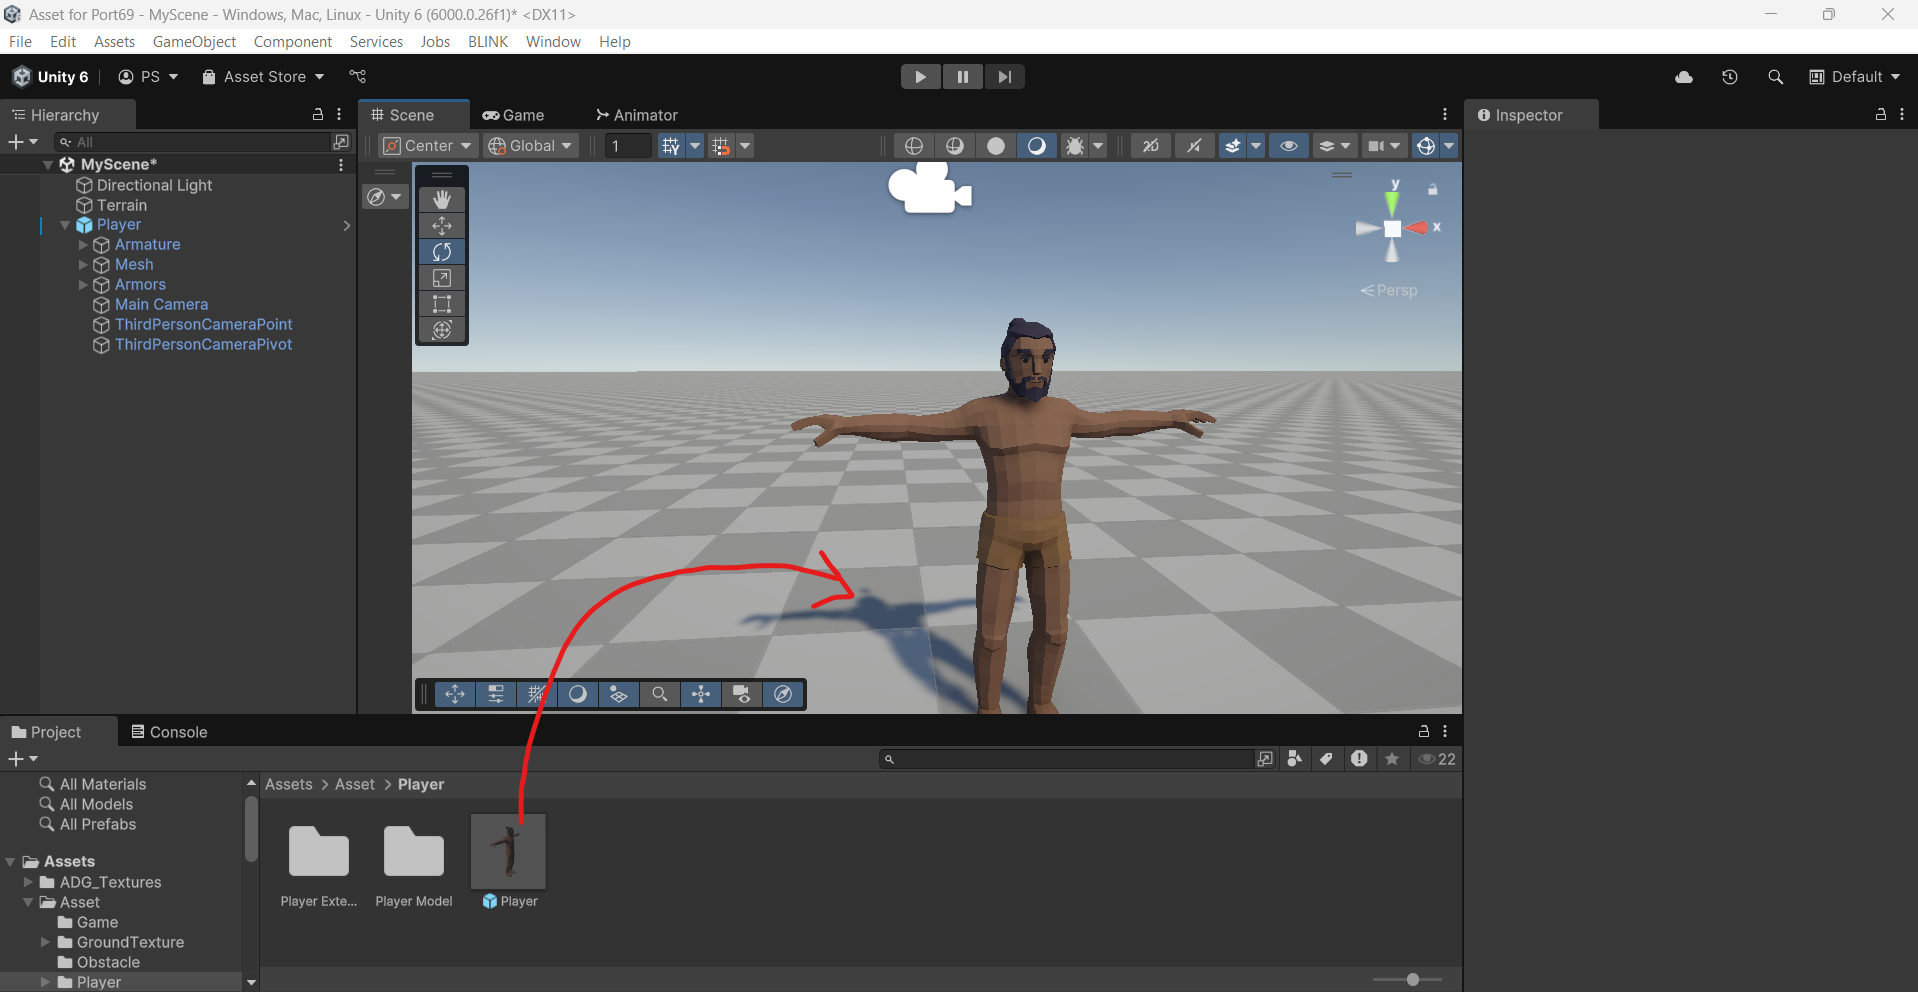 Asset for Port69 - MyScene - Windows, Mac, Linux - Unity 6 (6000.0.26f1)* <DX11>
File Edit Assets GameObject Component Services Jobs BLINK Window Help
Unity 6 PS Asset Store Default
Hierarchy
All
MyScene*
Directional Light
Terrain
Player
Armature
Mesh
Armors
Main Camera
ThirdPersonCameraPoint
ThirdPersonCameraPivot
Scene Game Animator
Center Global 1 2D
y
x
Persp
Inspector
Project Console
22
All Materials
All Models
All Prefabs
Assets
ADG_Textures
Asset
Game
GroundTexture
Obstacle
Player
Assets > Asset > Player
Player Exte... Player Model Player